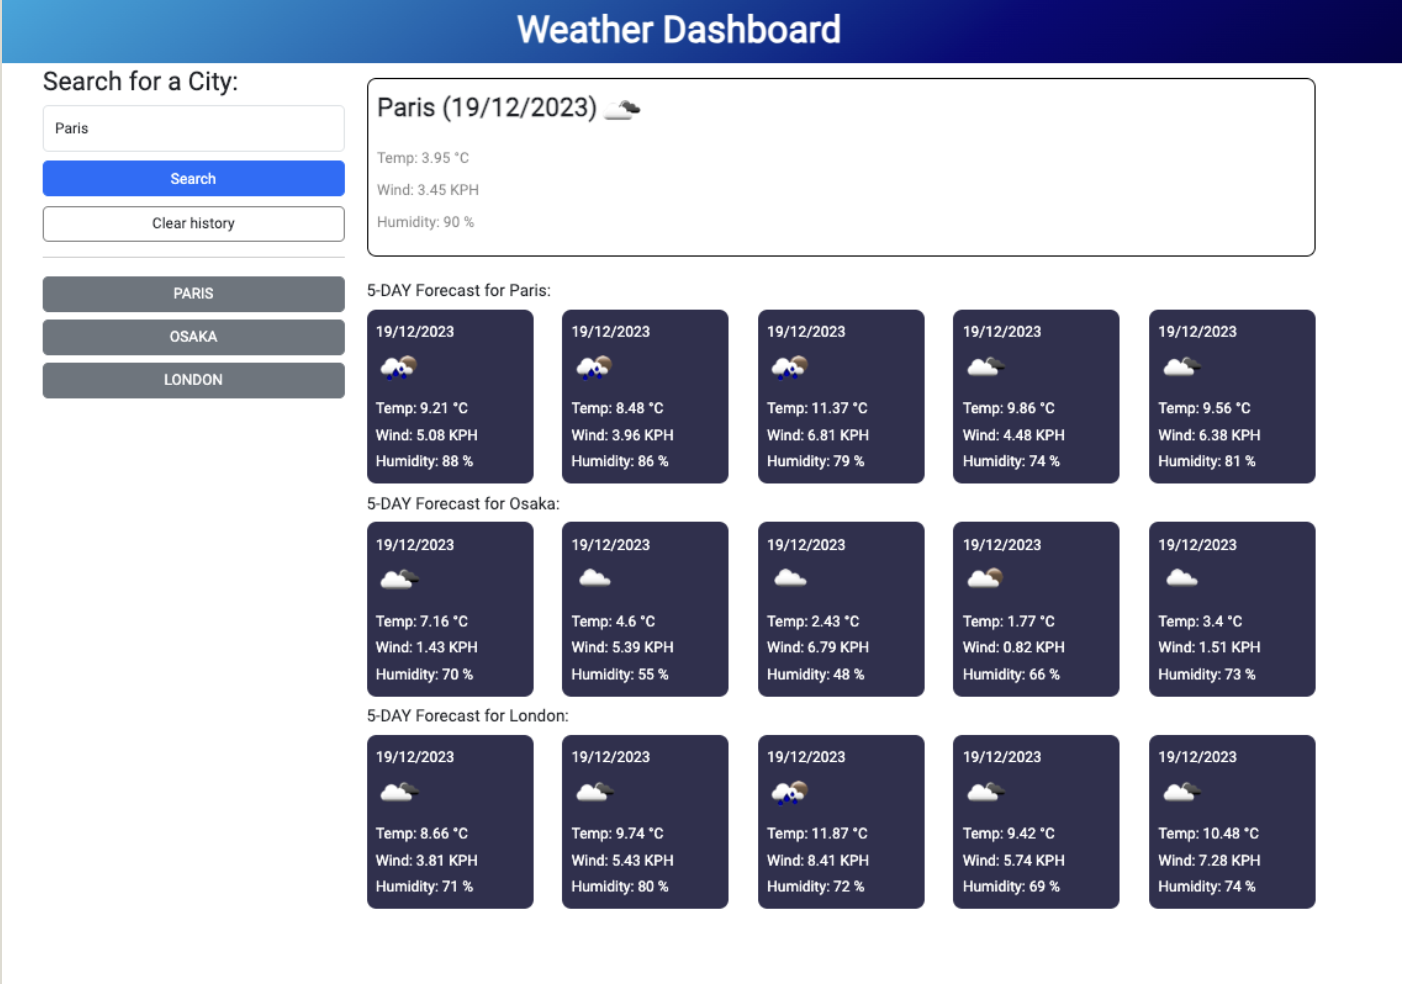 Weather Dashboard
Search for a City:
Paris
Search
Clear history
PARIS
OSAKA
LONDON
Paris (19/12/2023)
Temp: 3.95 °C
Wind: 3.45 KPH
Humidity: 90 %
5-DAY Forecast for Paris:
19/12/2023
Temp: 9.21 °C
Wind: 5.08 KPH
Humidity: 88 %
19/12/2023
Temp: 8.48 °C
Wind: 3.96 KPH
Humidity: 86 %
19/12/2023
Temp: 11.37 °C
Wind: 6.81 KPH
Humidity: 79 %
19/12/2023
Temp: 9.86 °C
Wind: 4.48 KPH
Humidity: 74 %
19/12/2023
Temp: 9.56 °C
Wind: 6.38 KPH
Humidity: 81 %
5-DAY Forecast for Osaka:
19/12/2023
Temp: 7.16 °C
Wind: 1.43 KPH
Humidity: 70 %
19/12/2023
Temp: 4.6 °C
Wind: 5.39 KPH
Humidity: 55 %
19/12/2023
Temp: 2.43 °C
Wind: 6.79 KPH
Humidity: 48 %
19/12/2023
Temp: 1.77 °C
Wind: 0.82 KPH
Humidity: 66 %
19/12/2023
Temp: 3.4 °C
Wind: 1.51 KPH
Humidity: 73 %
5-DAY Forecast for London:
19/12/2023
Temp: 8.66 °C
Wind: 3.81 KPH
Humidity: 71 %
19/12/2023
Temp: 9.74 °C
Wind: 5.43 KPH
Humidity: 80 %
19/12/2023
Temp: 11.87 °C
Wind: 8.41 KPH
Humidity: 72 %
19/12/2023
Temp: 9.42 °C
Wind: 5.74 KPH
Humidity: 69 %
19/12/2023
Temp: 10.48 °C
Wind: 7.28 KPH
Humidity: 74 %